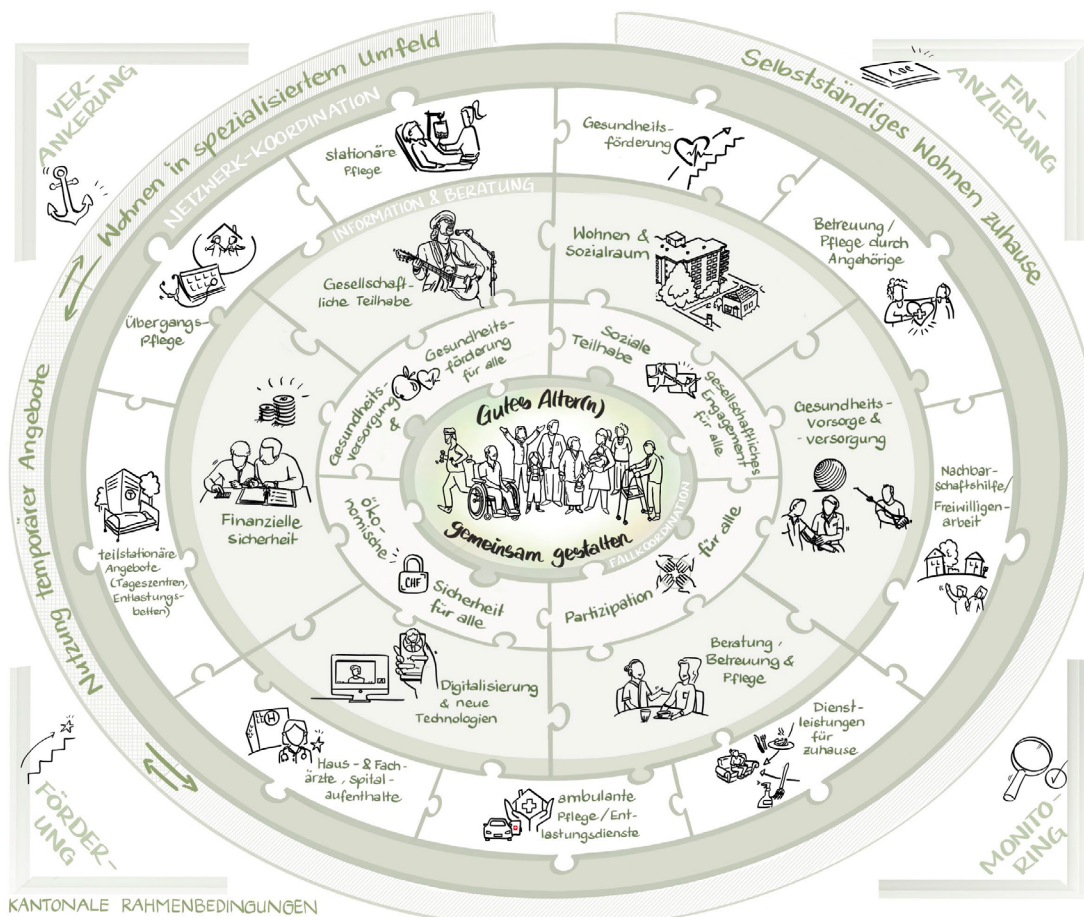 VER-
ANKERUNG
FIN-
ANZIERUNG
100
Wohnen in spezialisiertem Umfeld
Selbstständiges Wohnen zuhause
Nutzung temporärer Angebote
NETZWERK-KOORDINATION
stationäre
Pflege
Gesundheits-
förderung
Betreuung /
Pflege durch
Angehörige
Nachbar-
schaftshilfe/
Freiwilligen-
arbeit
Dienst-
leistungen
für
zuhause
ambulante
Pflege / Ent-
lastungsdienste
H
Haus- & Fach-
ärzte, Spital-
aufenthalte
teilstationäre
Angebote
(Tageszentren,
Entlastungs-
betten)
Übergangs-
pflege
INFORMATION & BERATUNG
Gesellschaft-
liche Teilhabe
Wohnen &
Sozialraum
Gesundheits-
vorsorge &
-versorgung
Beratung,
Betreuung &
Pflege
Digitalisierung
& neue
Technologien
Finanzielle
Sicherheit
Gesundheits-
versorgung
&
Gesundheits-
förderung
für alle
Soziale
Teilhabe
gesellschaftliches
Engagement
für alle
Partizipation
für alle
öko-
nomische
CHF
Sicherheit
für alle
Gutes Alter(n)
gemeinsam gestalten
FALLKOORDINATION
FÖRDER-
UNG
MONITO-
RING
KANTONALE RAHMENBEDINGUNGEN